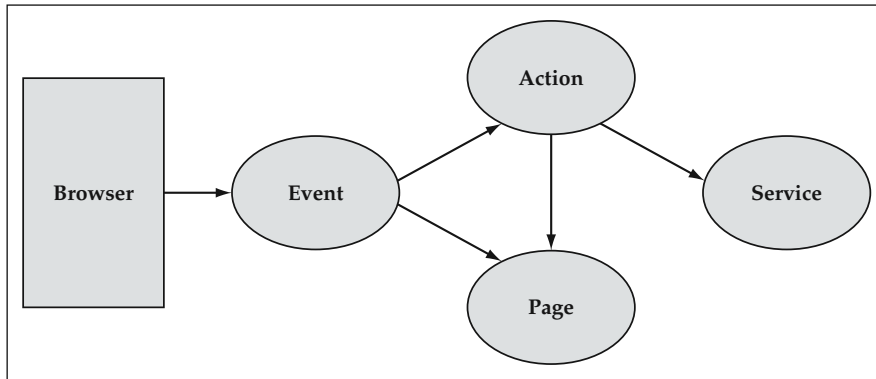 Action
Browser
Event
Service
Page